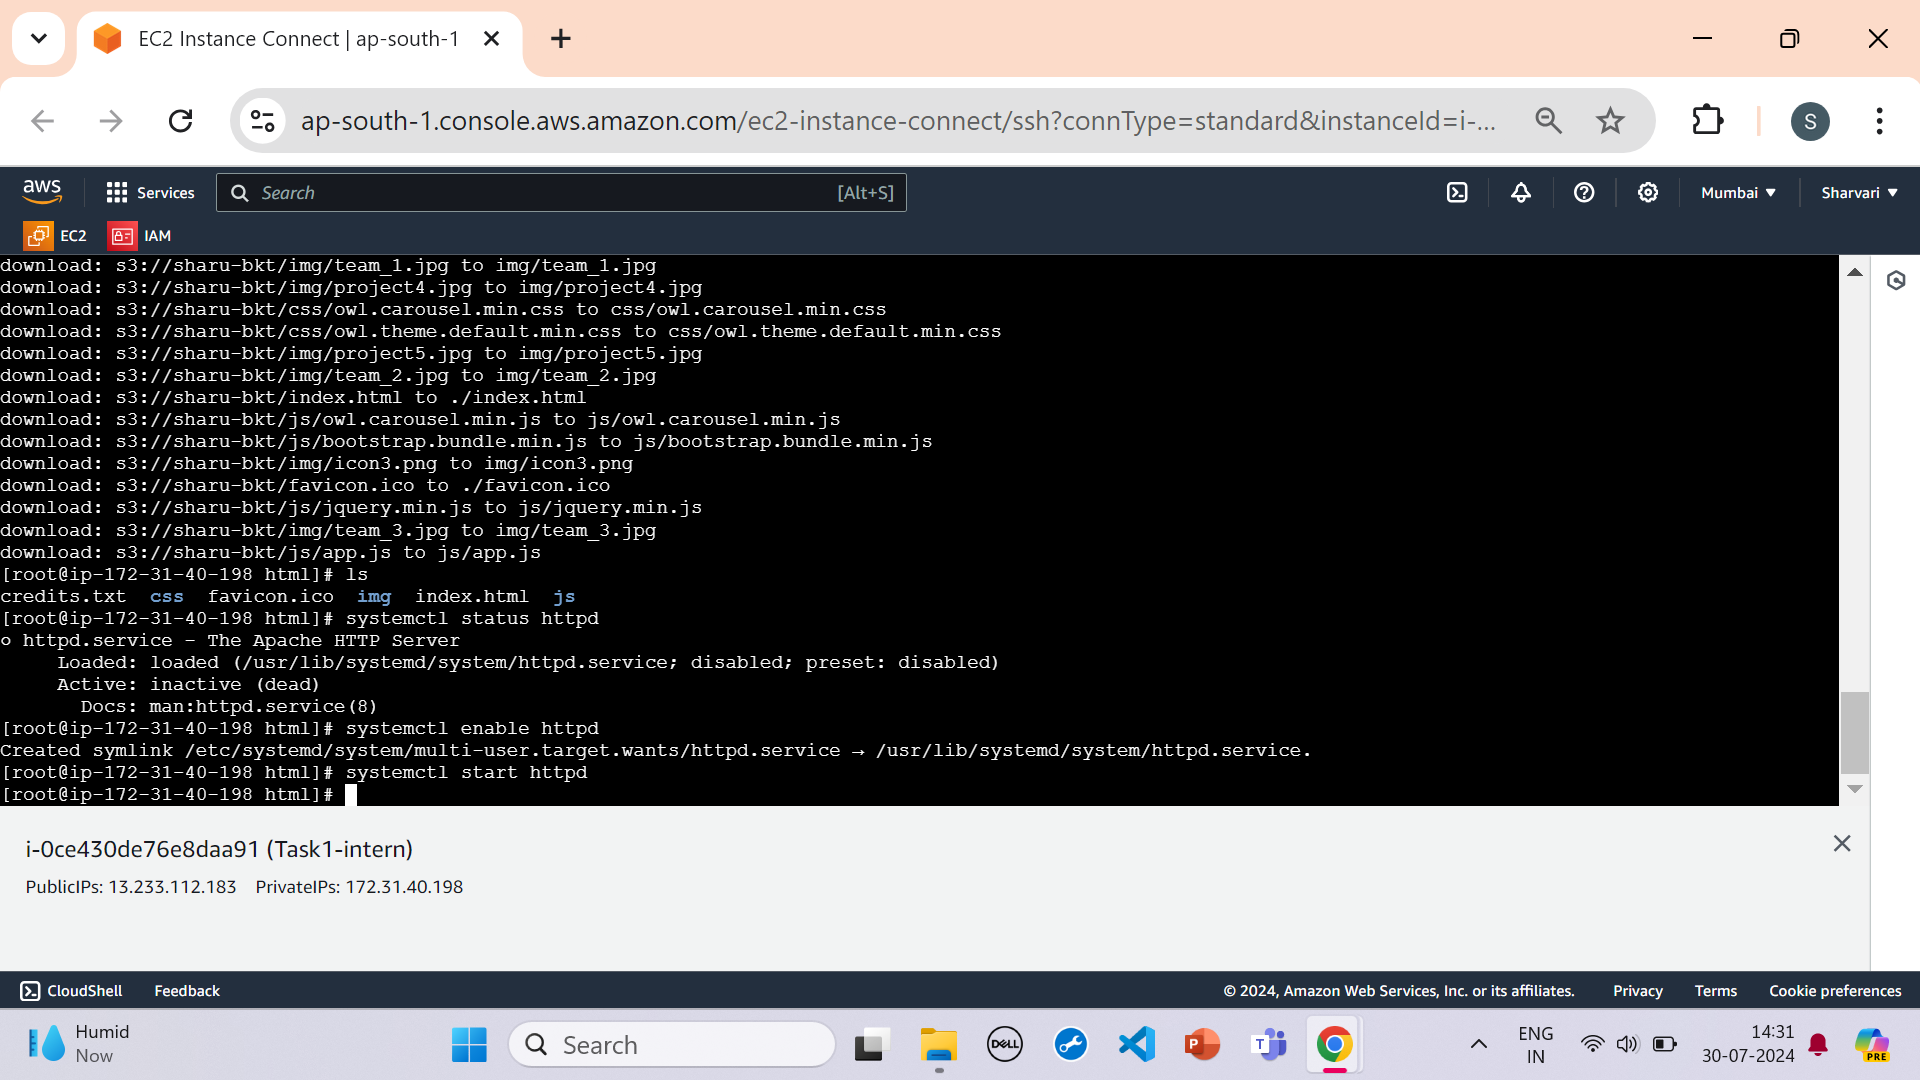 EC2 Instance Connect | ap-south-1
ap-south-1.console.aws.amazon.com/ec2-instance-connect/ssh?connType=standard&instanceId=i-...
S
aws
Services
Search
[Alt+S]
Mumbai
Sharvari
EC2
IAM
download: s3://sharu-bkt/img/team_1.jpg to img/team_1.jpg
download: s3://sharu-bkt/img/project4.jpg to img/project4.jpg
download: s3://sharu-bkt/css/owl.carousel.min.css to css/owl.carousel.min.css
download: s3://sharu-bkt/css/owl.theme.default.min.css to css/owl.theme.default.min.css
download: s3://sharu-bkt/img/project5.jpg to img/project5.jpg
download: s3://sharu-bkt/img/team_2.jpg to img/team_2.jpg
download: s3://sharu-bkt/index.html to ./index.html
download: s3://sharu-bkt/js/owl.carousel.min.js to js/owl.carousel.min.js
download: s3://sharu-bkt/js/bootstrap.bundle.min.js to js/bootstrap.bundle.min.js
download: s3://sharu-bkt/img/icon3.png to img/icon3.png
download: s3://sharu-bkt/favicon.ico to ./favicon.ico
download: s3://sharu-bkt/js/jquery.min.js to js/jquery.min.js
download: s3://sharu-bkt/img/team_3.jpg to img/team_3.jpg
download: s3://sharu-bkt/js/app.js to js/app.js
[root@ip-172-31-40-198 html]# ls
credits.txt  css  favicon.ico  img  index.html  js
[root@ip-172-31-40-198 html]# systemctl status httpd
○ httpd.service - The Apache HTTP Server
Loaded: loaded (/usr/lib/systemd/system/httpd.service; disabled; preset: disabled)
Active: inactive (dead)
Docs: man:httpd.service(8)
[root@ip-172-31-40-198 html]# systemctl enable httpd
Created symlink /etc/systemd/system/multi-user.target.wants/httpd.service → /usr/lib/systemd/system/httpd.service.
[root@ip-172-31-40-198 html]# systemctl start httpd
[root@ip-172-31-40-198 html]#
i-0ce430de76e8daa91 (Task1-intern)
PublicIPs: 13.233.112.183 PrivateIPs: 172.31.40.198
CloudShell
Feedback
© 2024, Amazon Web Services, Inc. or its affiliates.
Privacy
Terms
Cookie preferences
Humid
Now
Search
DELL
P
T
ENG
IN
14:31
30-07-2024
PRE